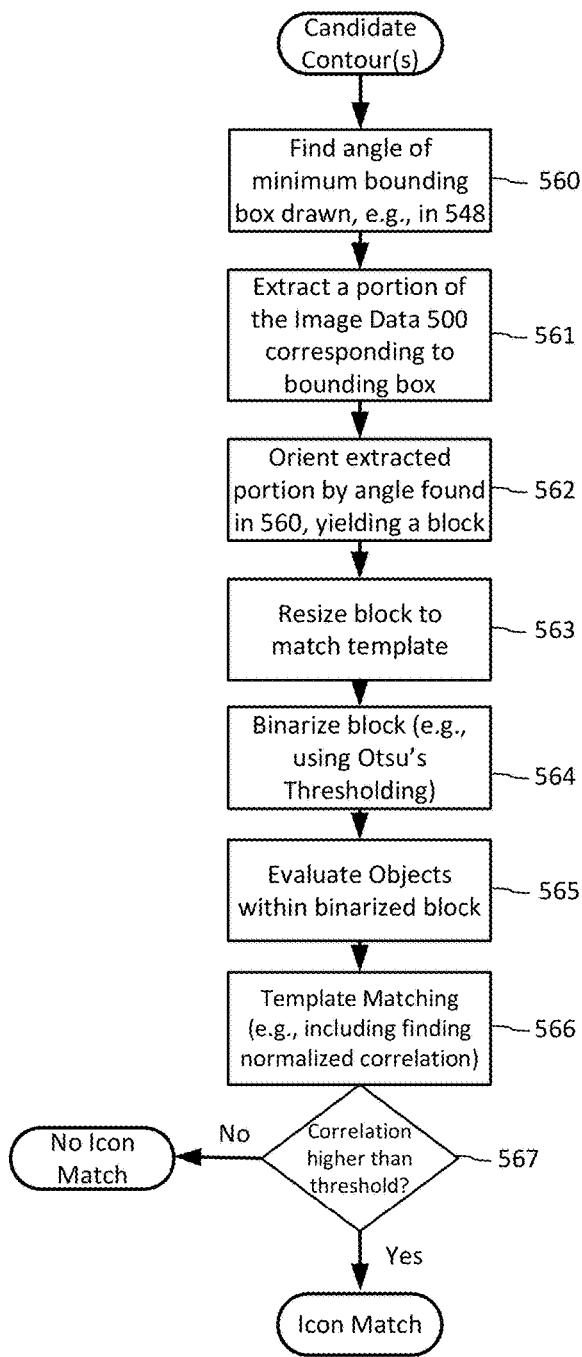 Candidate
Contour(s)
Find angle of
minimum bounding
box drawn, e.g., in 548
560
Extract a portion of
the Image Data 500
corresponding to
bounding box
561
Orient extracted
portion by angle found
in 560, yielding a block
562
Resize block to
match template
563
Binarize block (e.g.,
using Otsu's
Thresholding)
564
Evaluate Objects
within binarized block
565
Template Matching
(e.g., including finding
normalized correlation)
566
Correlation
higher than
threshold?
567
No
No Icon
Match
Yes
Icon Match